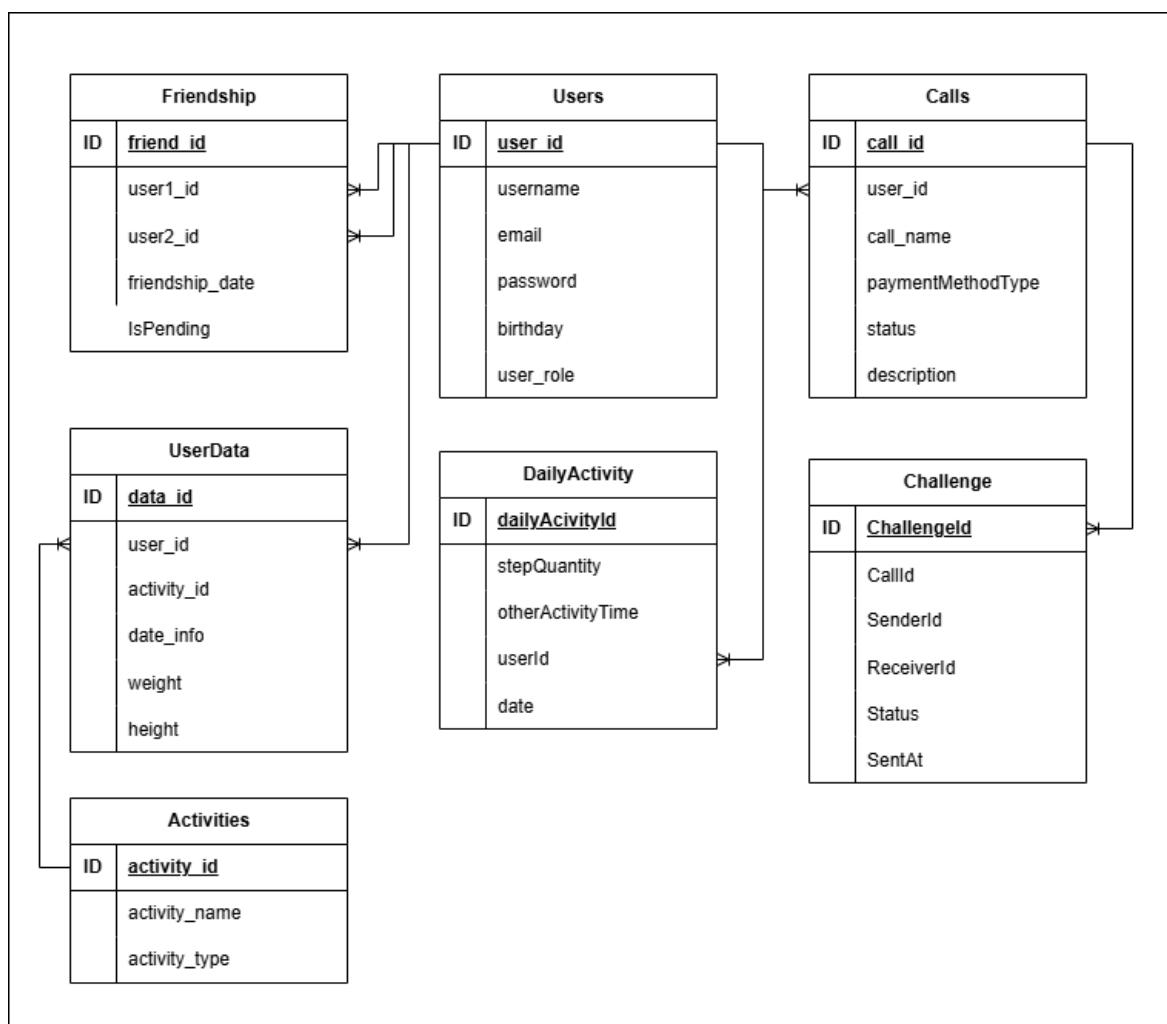 Friendship
ID friend_id
user1_id
user2_id
friendship_date
IsPending
Users
ID user_id
username
email
password
birthday
user_role
Calls
ID call_id
user_id
call_name
paymentMethodType
status
description
UserData
ID data_id
user_id
activity_id
date_info
weight
height
DailyActivity
ID dailyAcivityId
stepQuantity
otherActivityTime
userId
date
Challenge
ID ChallengeId
CallId
SenderId
ReceiverId
Status
SentAt
Activities
ID activity_id
activity_name
activity_type